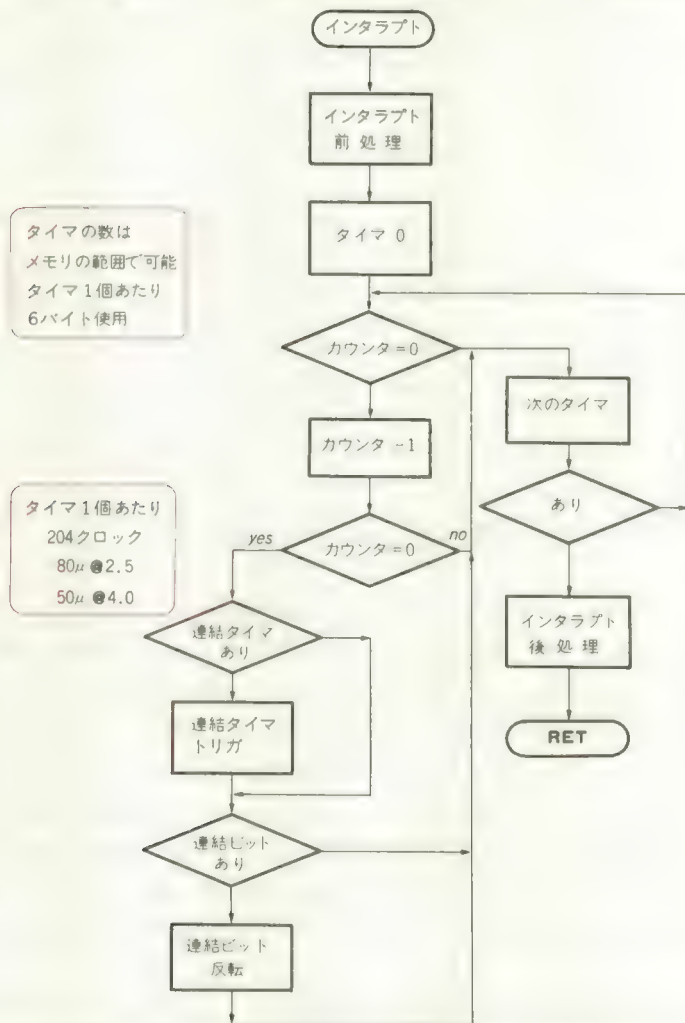 インタラプト
インタラプト
前処理
タイマ 0
タイマの数は
メモリの範囲で可能
タイマ1個あたり
6バイト使用
カウンタ=0
次のタイマ
カウンタ -1
あり
タイマ1個あたり
204クロック
80μ@2.5
50μ@4.0
yes
カウンタ=0
no
連結タイマ
あり
インタラプト
後処理
連結タイマ
トリガ
RET
連結ビット
あり
連結ビット
反転